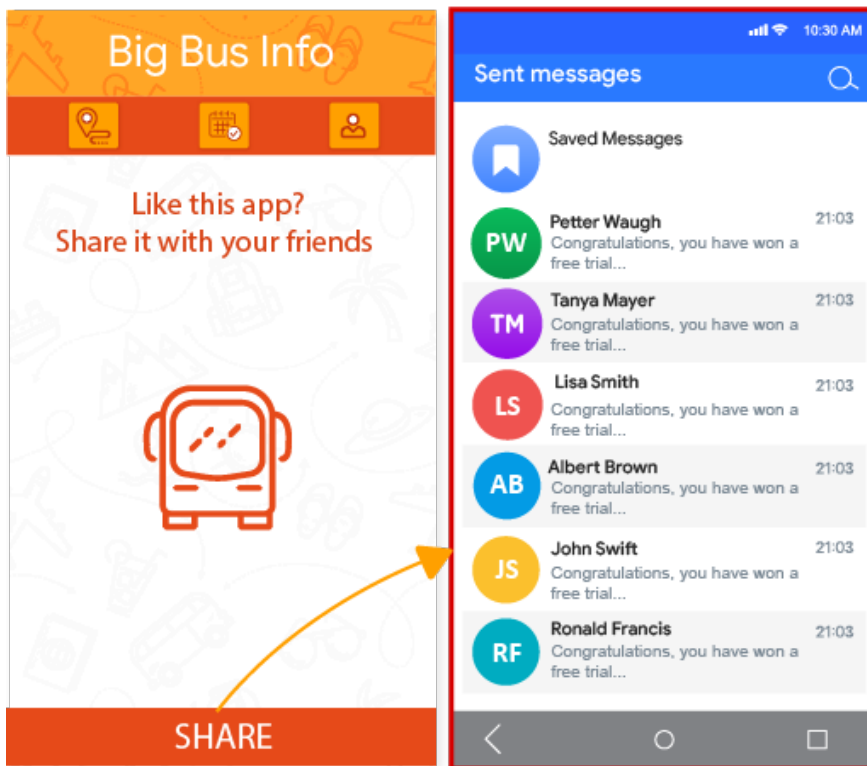 Big Bus Info
Like this app?
Share it with your friends
SHARE
10:30 AM
Sent messages
Saved Messages
Petter Waugh 21:03
Congratulations, you have won a
free trial...
TM Tanya Mayer 21:03
Congratulations, you have won a
free trial...
LS Lisa Smith 21:03
Congratulations, you have won a
free trial...
AB Albert Brown 21:03
Congratulations, you have won a
free trial...
JS John Swift 21:03
Congratulations, you have won a
free trial...
RF Ronald Francis 21:03
Congratulations, you have won a
free trial...
PW